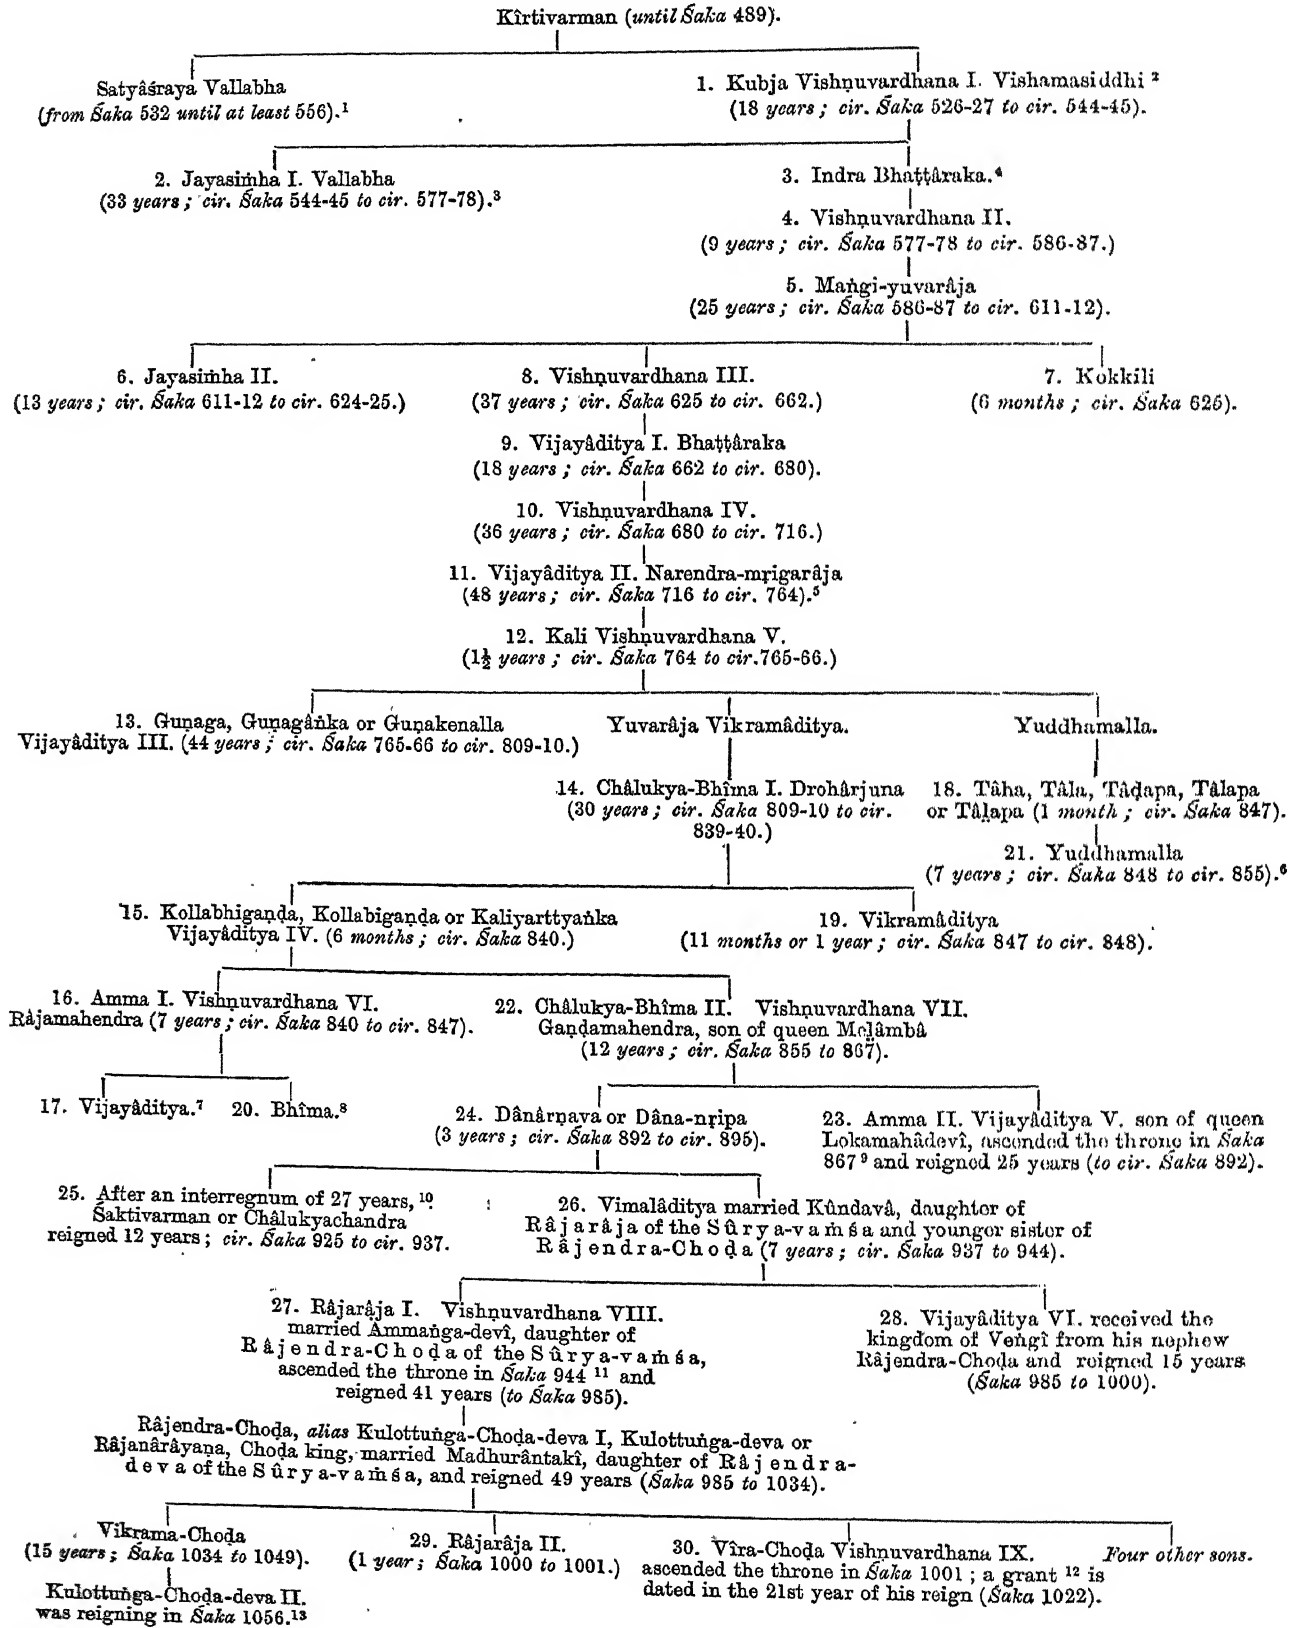 Kîrtivarman (until Śaka 489).
Satyâśraya Vallabha
(from Śaka 532 until at least 556).¹
1. Kubja Vishṇuvardhana I. Vishamasiddhi ²
(18 years; cir. Śaka 526-27 to cir. 544-45).
2. Jayasiṁha I. Vallabha
(33 years; cir. Śaka 544-45 to cir. 577-78).³
3. Indra Bhaṭṭâraka.⁴
4. Vishṇuvardhana II.
(9 years; cir. Śaka 577-78 to cir. 586-87.)
5. Maṅgi-yuvarâja
(25 years; cir. Śaka 586-87 to cir. 611-12).
6. Jayasiṁha II.
(13 years; cir. Śaka 611-12 to cir. 624-25.)
8. Vishṇuvardhana III.
(37 years; cir. Śaka 625 to cir. 662.)
7. Kokkili
(6 months; cir. Śaka 625).
9. Vijayâditya I. Bhaṭṭâraka
(18 years; cir. Śaka 662 to cir. 680).
10. Vishṇuvardhana IV.
(36 years; cir. Śaka 680 to cir. 716.)
11. Vijayâditya II. Narendra-mṛigarâja
(48 years; cir. Śaka 716 to cir. 764).⁵
12. Kali Vishṇuvardhana V.
(1½ years; cir. Śaka 764 to cir. 765-66.)
13. Guṇaga, Guṇagâṅka or Guṇakenalla
Vijayâditya III. (44 years; cir. Śaka 765-66 to cir. 809-10.)
Yuvarâja Vikramâditya.
Yuddhamalla.
14. Châlukya-Bhîma I. Drohârjuna
(30 years; cir. Śaka 809-10 to cir.
839-40.)
18. Tâha, Tâla, Tâḍapa, Tâlapa
or Tâḷapa (1 month; cir. Śaka 847).
21. Yuddhamalla
(7 years; cir. Śaka 848 to cir. 855).⁶
15. Kollabhigaṇḍa, Kollabigaṇḍa or Kaliyarttyaṅka
Vijayâditya IV. (6 months; cir. Śaka 840.)
19. Vikramâditya
(11 months or 1 year; cir. Śaka 847 to cir. 848).
16. Amma I. Vishṇuvardhana VI.
Râjamahendra (7 years; cir. Śaka 840 to cir. 847).
22. Châlukya-Bhîma II. Vishṇuvardhana VII.
Gaṇḍamahendra, son of queen Meḷâmbâ
(12 years; cir. Śaka 855 to 867).
17. Vijayâditya.⁷
20. Bhîma.⁸
24. Dânârṇava or Dâna-nṛipa
(3 years; cir. Śaka 892 to cir. 895).
23. Amma II. Vijayâditya V. son of queen
Lokamahâdevî, ascended the throne in Śaka
867⁹ and reigned 25 years (to cir. Śaka 892).
25. After an interregnum of 27 years,¹⁰
Śaktivarman or Châlukyachandra
reigned 12 years; cir. Śaka 925 to cir. 937.
26. Vimalâditya married Kûndavâ, daughter of
Râjarâja of the Sûrya-vaṁśa and younger sister of
Râjendra-Choḍa (7 years; cir. Śaka 937 to 944).
27. Râjarâja I. Vishṇuvardhana VIII.
married Ammaṅga-devî, daughter of
Râjendra-Choḍa of the Sûrya-vaṁśa,
ascended the throne in Śaka 944 ¹¹ and
reigned 41 years (to Śaka 985).
28. Vijayâditya VI. received the
kingdom of Veṅgî from his nephew
Râjendra-Choḍa and reigned 15 years
(Śaka 985 to 1000).
Râjendra-Choḍa, alias Kulottuṅga-Choḍa-deva I, Kulottuṅga-deva or
Râjanârâyaṇa, Choḍa king, married Madhurântakî, daughter of Râjendra-
deva of the Sûrya-vaṁśa, and reigned 49 years (Śaka 985 to 1034).
Vikrama-Choḍa
(15 years; Śaka 1034 to 1049).
29. Râjarâja II.
(1 year; Śaka 1000 to 1001.)
30. Vîra-Choḍa Vishṇuvardhana IX.
ascended the throne in Śaka 1001; a grant ¹² is
dated in the 21st year of his reign (Śaka 1022).
Four other sons.
Kulottuṅga-Choḍa-deva II.
was reigning in Śaka 1056.¹³